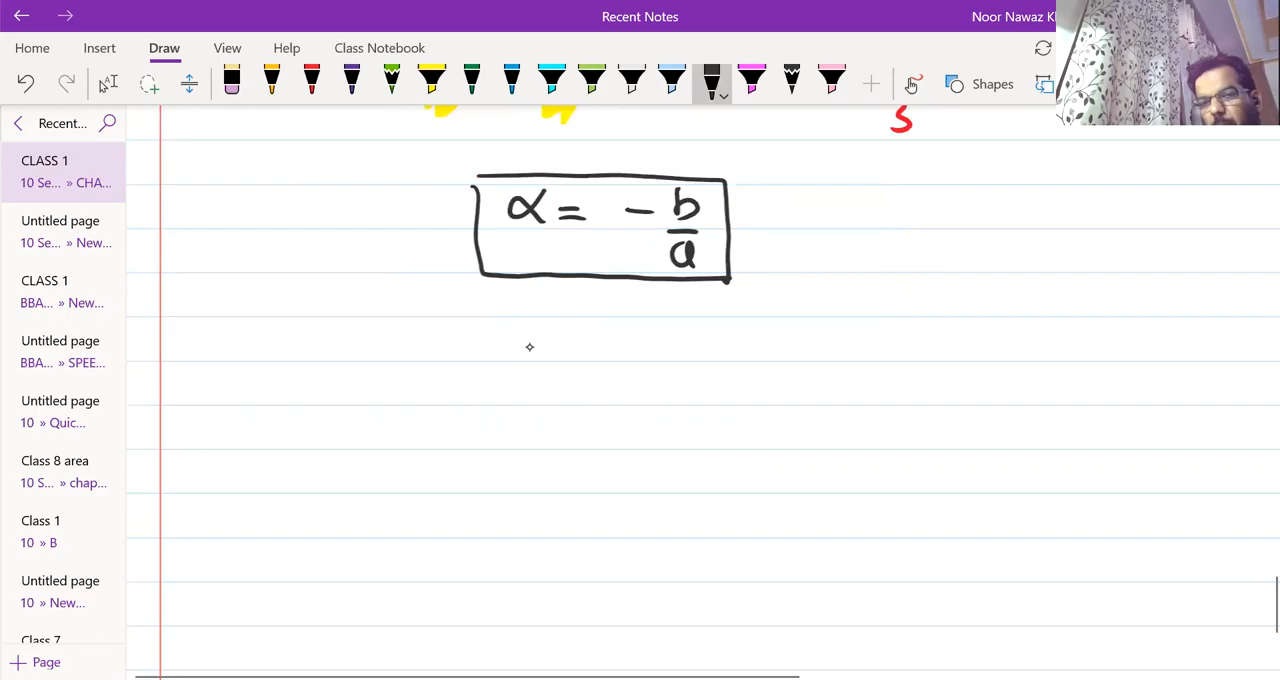 Recent Notes
Noor Nawaz Kh
Home Insert Draw View Help Class Notebook
Shapes
Recent...
CLASS 1
10 Se... » CHA...
Untitled page
10 Se... » New...
CLASS 1
BBA... » New...
Untitled page
BBA... » SPEE...
Untitled page
10 » Quic...
Class 8 area
10 S... » chap...
Class 1
10 » B
Untitled page
10 » New...
Class 7
Page
s
α = - b/a